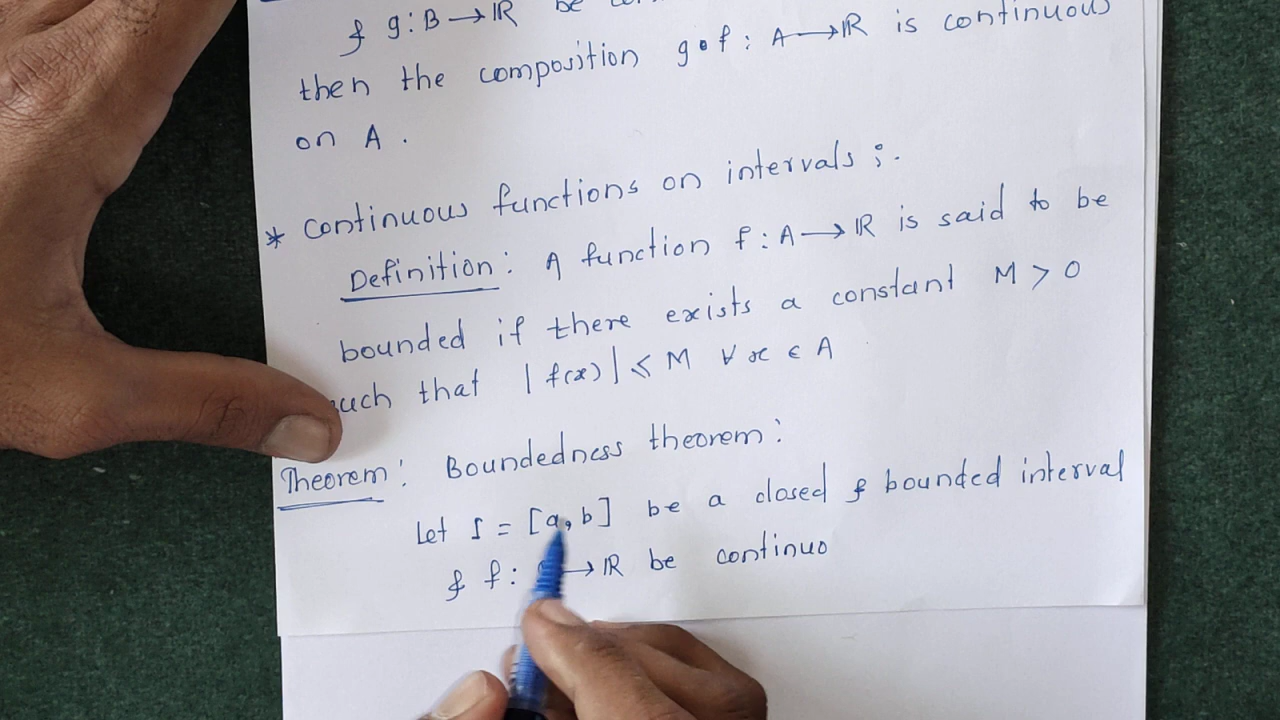 & g: B → ℝ be
then the composition g∘f : A → ℝ is continuous
on A .
* continuous functions on intervals ;.
Definition: A function f : A → ℝ is said to be
bounded if there exists a constant M > 0
such that | f(x) | ≤ M ∀ x ∈ A
Theorem: Boundedness theorem:
Let I = [a, b] be a closed & bounded interval
& f : → ℝ be continuo